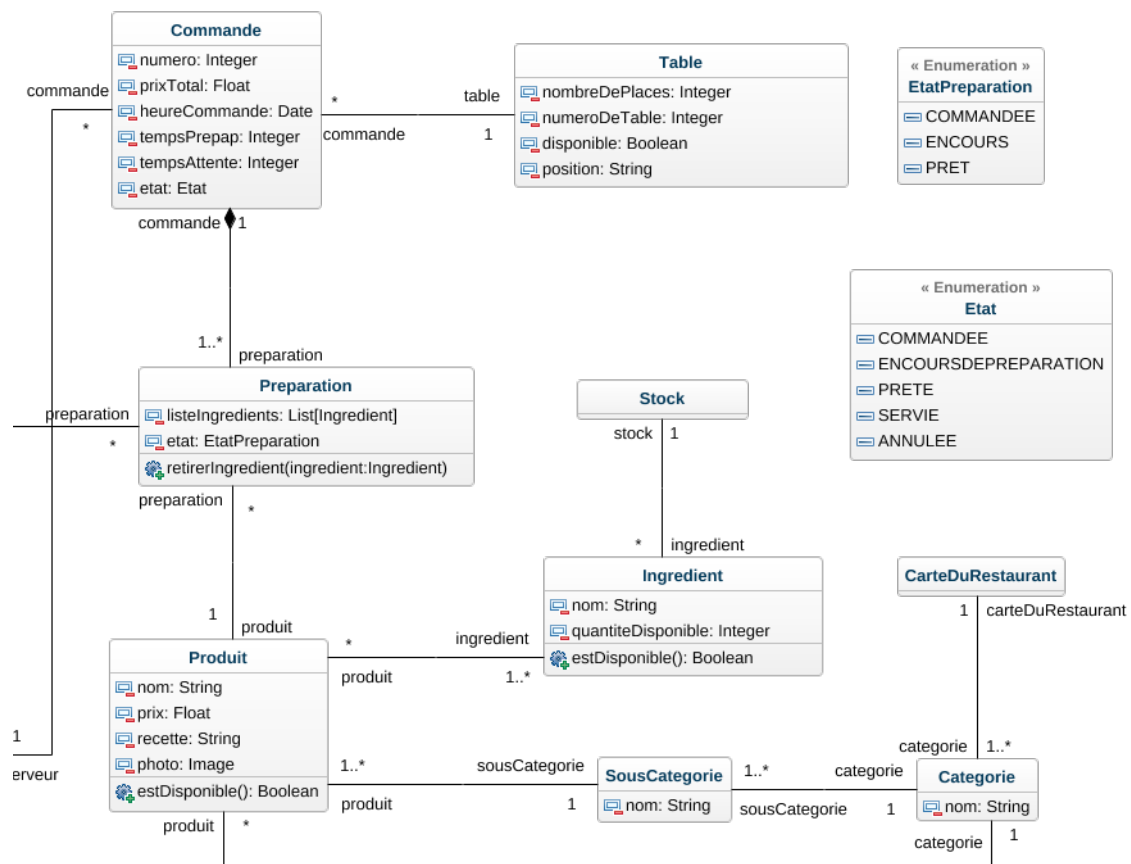 Commande
numero: Integer
prixTotal: Float
heureCommande: Date
tempsPrepap: Integer
tempsAttente: Integer
etat: Etat
commande
*
*
commande
table
1
Table
nombreDePlaces: Integer
numeroDeTable: Integer
disponible: Boolean
position: String
« Enumeration »
EtatPreparation
COMMANDEE
ENCOURS
PRET
commande
1
1..*
preparation
« Enumeration »
Etat
COMMANDEE
ENCOURSDEPREPARATION
PRETE
SERVIE
ANNULEE
preparation
*
Preparation
listeIngredients: List[Ingredient]
etat: EtatPreparation
retirerIngredient(ingredient:Ingredient)
Stock
stock
1
*
ingredient
preparation
*
1
produit
Ingredient
nom: String
quantiteDisponible: Integer
estDisponible(): Boolean
CarteDuRestaurant
1
carteDuRestaurant
Produit
nom: String
prix: Float
recette: String
photo: Image
estDisponible(): Boolean
*
produit
ingredient
1..*
1
erveur
1..*
produit
sousCategorie
1
SousCategorie
nom: String
1..*
sousCategorie
categorie
1
categorie
1..*
Categorie
nom: String
produit
*
categorie
1